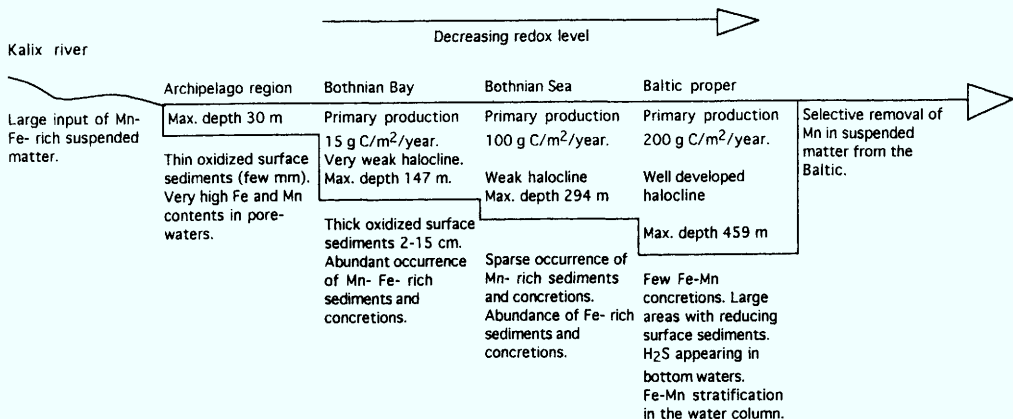 Decreasing redox level
Kalix river
Large input of Mn-
Fe- rich suspended
matter.
Archipelago region
Max. depth 30 m
Thin oxidized surface
sediments (few mm).
Very high Fe and Mn
contents in pore-
waters.
Bothnian Bay
Primary production
15 g C/m²/year.
Very weak halocline.
Max. depth 147 m.
Thick oxidized surface
sediments 2-15 cm.
Abundant occurrence
of Mn- Fe- rich
sediments and
concretions.
Bothnian Sea
Primary production
100 g C/m²/year.
Weak halocline
Max. depth 294 m
Sparse occurrence of
Mn- rich sediments
and concretions.
Abundance of Fe- rich
sediments and
concretions.
Baltic proper
Primary production
200 g C/m²/year.
Well developed
halocline
Max. depth 459 m
Few Fe-Mn
concretions. Large
areas with reducing
surface sediments.
H₂S appearing in
bottom waters.
Fe-Mn stratification
in the water column.
Selective removal of
Mn in suspended
matter from the
Baltic.